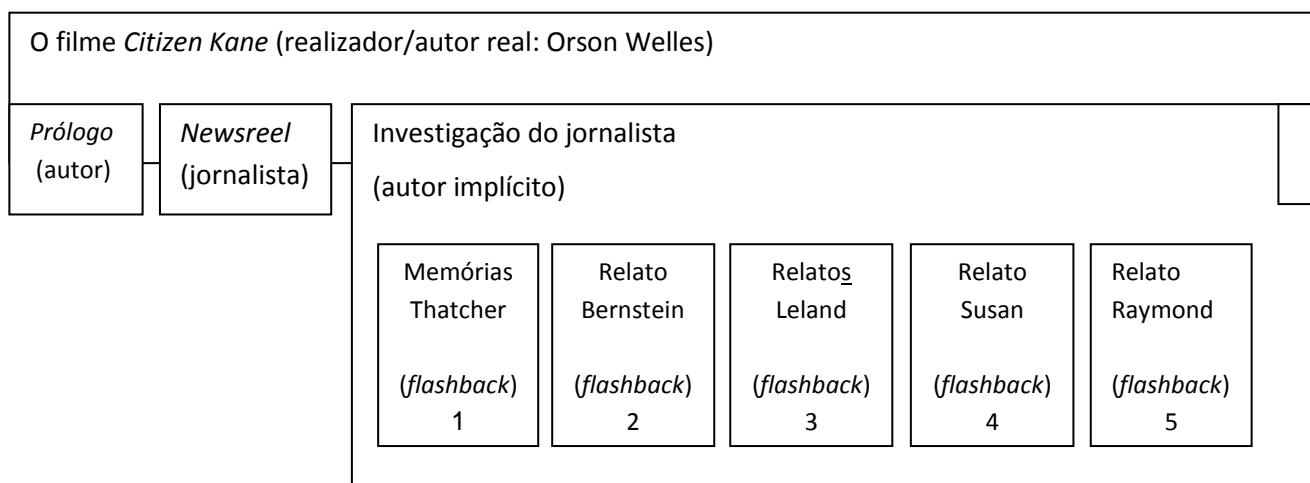 O filme Citizen Kane (realizador/autor real: Orson Welles)
Prólogo
(autor)
Newsreel
(jornalista)
Investigação do jornalista
(autor implícito)
Memórias
Thatcher
(flashback)
1
Relato
Bernstein
(flashback)
2
Relatos
Leland
(flashback)
3
Relato
Susan
(flashback)
4
Relato
Raymond
(flashback)
5